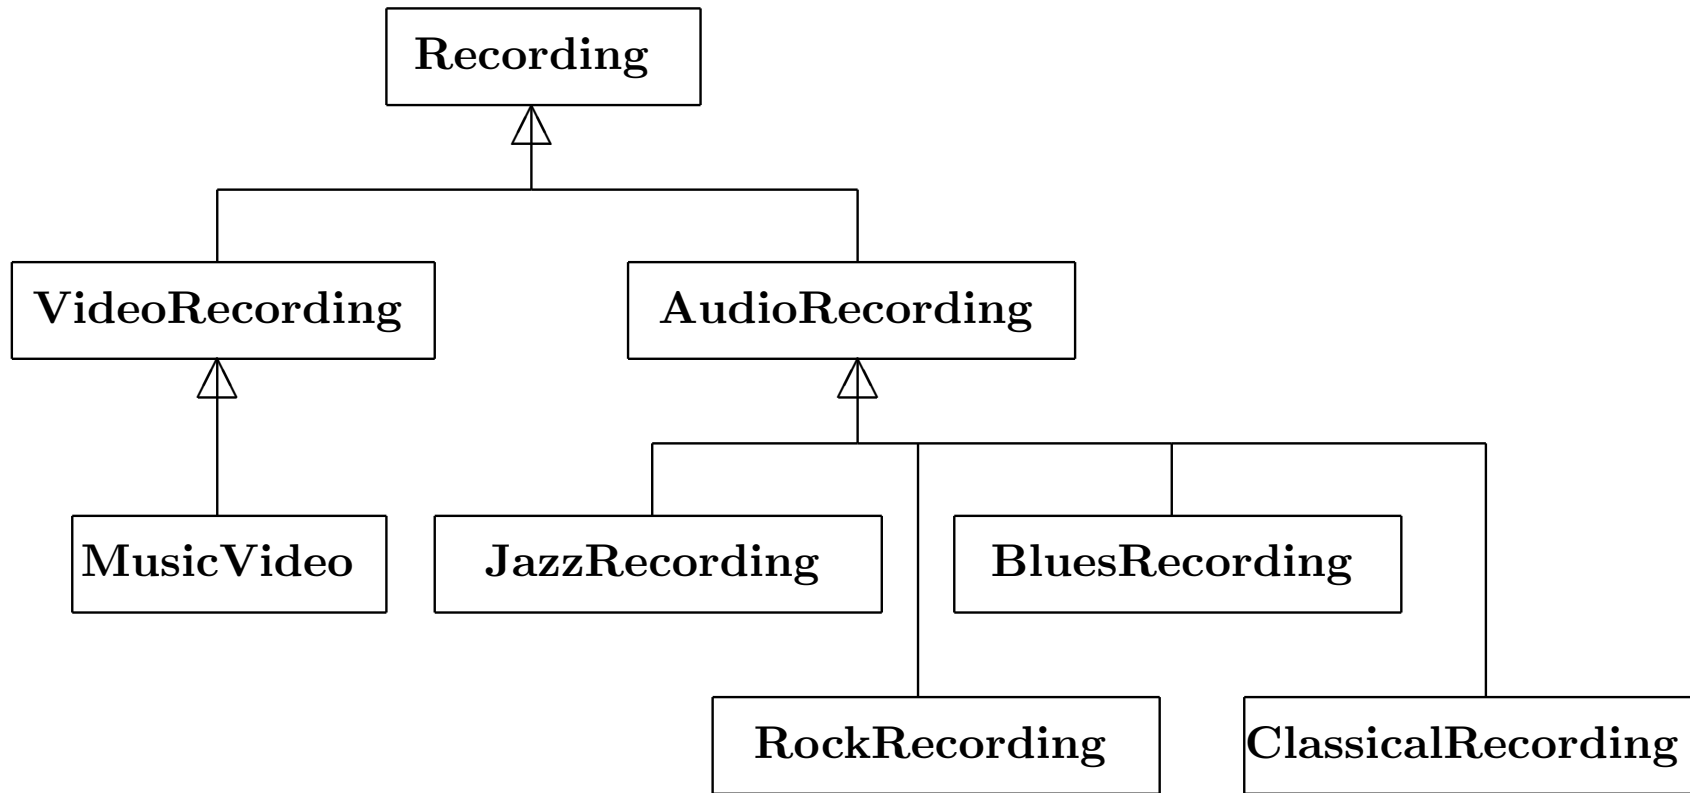 Recording
VideoRecording
AudioRecording
MusicVideo
JazzRecording
BluesRecording
RockRecording
ClassicalRecording